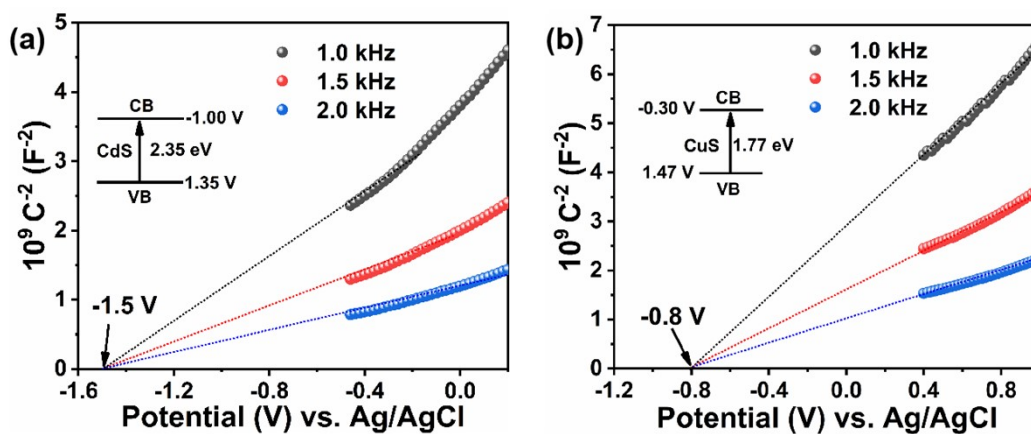 (a)
1.0 kHz
1.5 kHz
2.0 kHz
CB
-1.00 V
CdS
2.35 eV
1.35 V
VB
-1.5 V
10⁹ C⁻² (F⁻²)
5
4
3
2
1
0
-1.6 -1.2 -0.8 -0.4 0.0
Potential (V) vs. Ag/AgCl
(b)
1.0 kHz
1.5 kHz
2.0 kHz
CB
-0.30 V
CuS
1.77 eV
1.47 V
VB
-0.8 V
10⁹ C⁻² (F⁻²)
7
6
5
4
3
2
1
0
-1.2 -0.8 -0.4 0.0 0.4 0.8
Potential (V) vs. Ag/AgCl